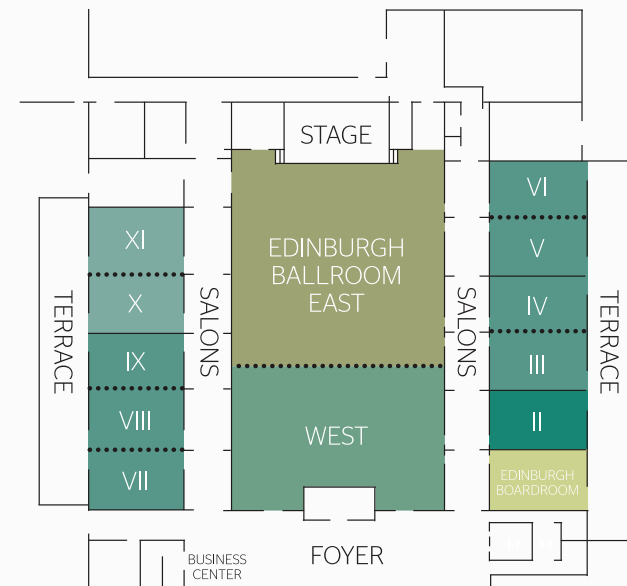 STAGE
VI
XI
EDINBURGH
BALLROOM
EAST
V
X
TERRACE
SALONS
SALONS
IV
TERRACE
IX
III
VIII
WEST
II
VII
EDINBURGH
BOARDROOM
FOYER
BUSINESS
CENTER